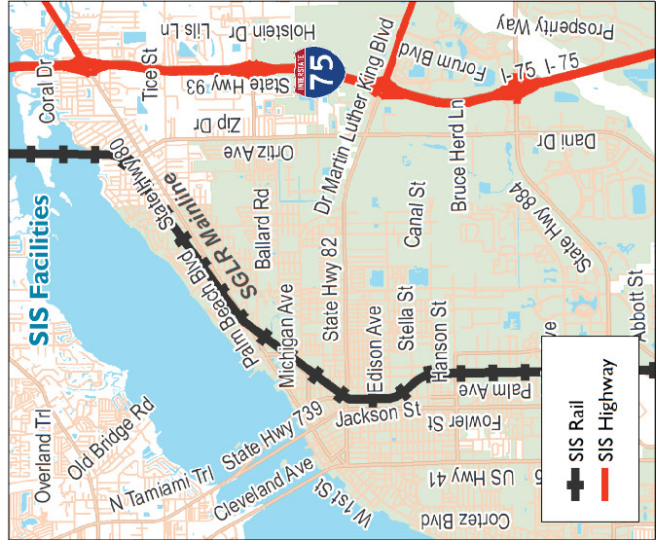 SIS Facilities
Coral Dr
Tice St
Lils Ln
Holstein Dr
State Hwy 93
INTERSTATE
75
Dr Martin Luther King Blvd
Forum Blvd
Prosperity Way
I-75
I-75
State Hwy 80
Zip Dr
Ortiz Ave
Bruce Herd Ln
Dani Dr
State Hwy 884
SGLR Mainline
Palm Beach Blvd
Ballard Rd
Michigan Ave
State Hwy 82
Canal St
Edison Ave
Stella St
Hanson St
Abbott St
Overland Trl
Old Bridge Rd
N Tamiami Trl
State Hwy 739
Cleveland Ave
Jackson St
Fowler St
Palm Ave
ve
W 1st St
US Hwy 41
Cortez Blvd
SIS Rail
SIS Highway